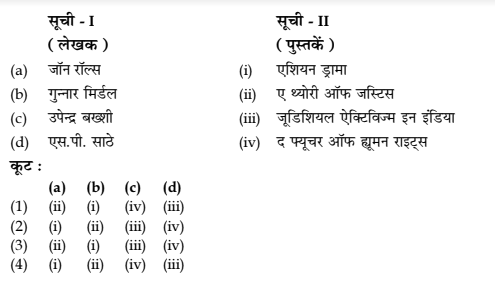 सूची - I सूची - II
( लेखक ) ( पुस्तकें )
(a) जॉन रॉल्स (i) एशियन ड्रामा
(b) गुन्नार मिर्डल (ii) ए थ्योरी ऑफ जस्टिस
(c) उपेन्द्र बख्शी (iii) जूडिशियल ऐक्टिविज्म इन इंडिया
(d) एस.पी. साठे (iv) द फ्यूचर ऑफ ह्यूमन राइट्स
कूट :
(a) (b) (c) (d)
(1) (ii) (i) (iv) (iii)
(2) (i) (ii) (iii) (iv)
(3) (ii) (i) (iii) (iv)
(4) (i) (ii) (iv) (iii)